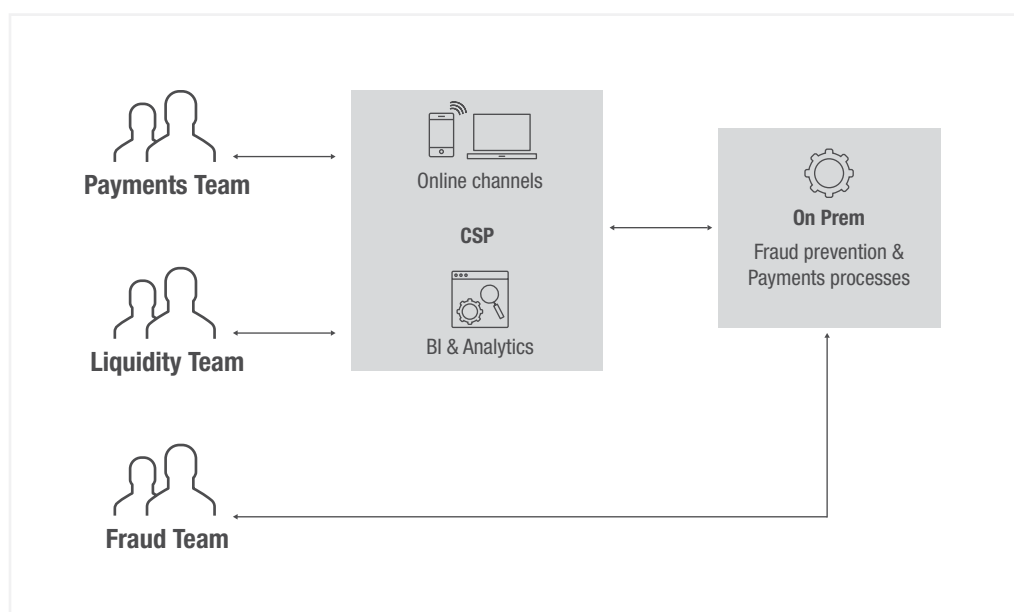 Payments Team
Online channels
CSP
On Prem
Fraud prevention &
Payments processes
Liquidity Team
BI & Analytics
Fraud Team